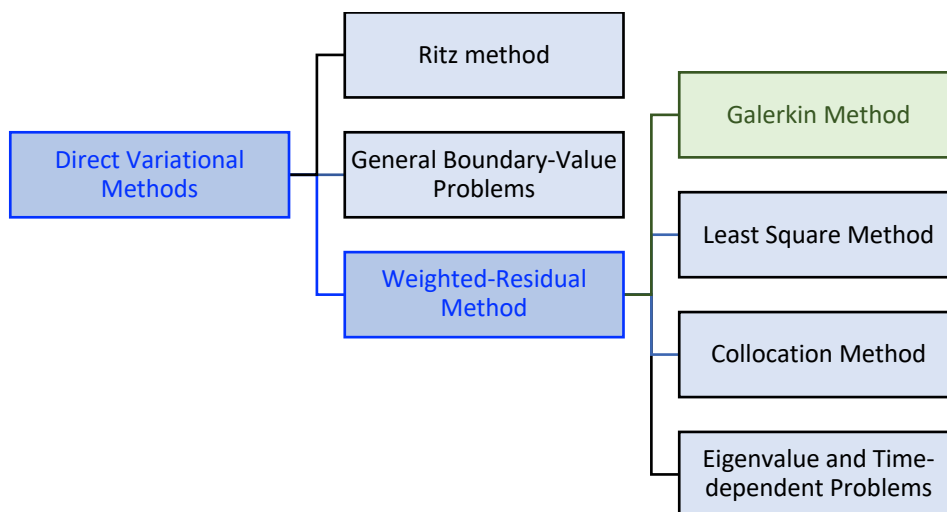 Ritz method
Direct Variational
Methods
General Boundary-Value
Problems
Weighted-Residual
Method
Galerkin Method
Least Square Method
Collocation Method
Eigenvalue and Time-
dependent Problems